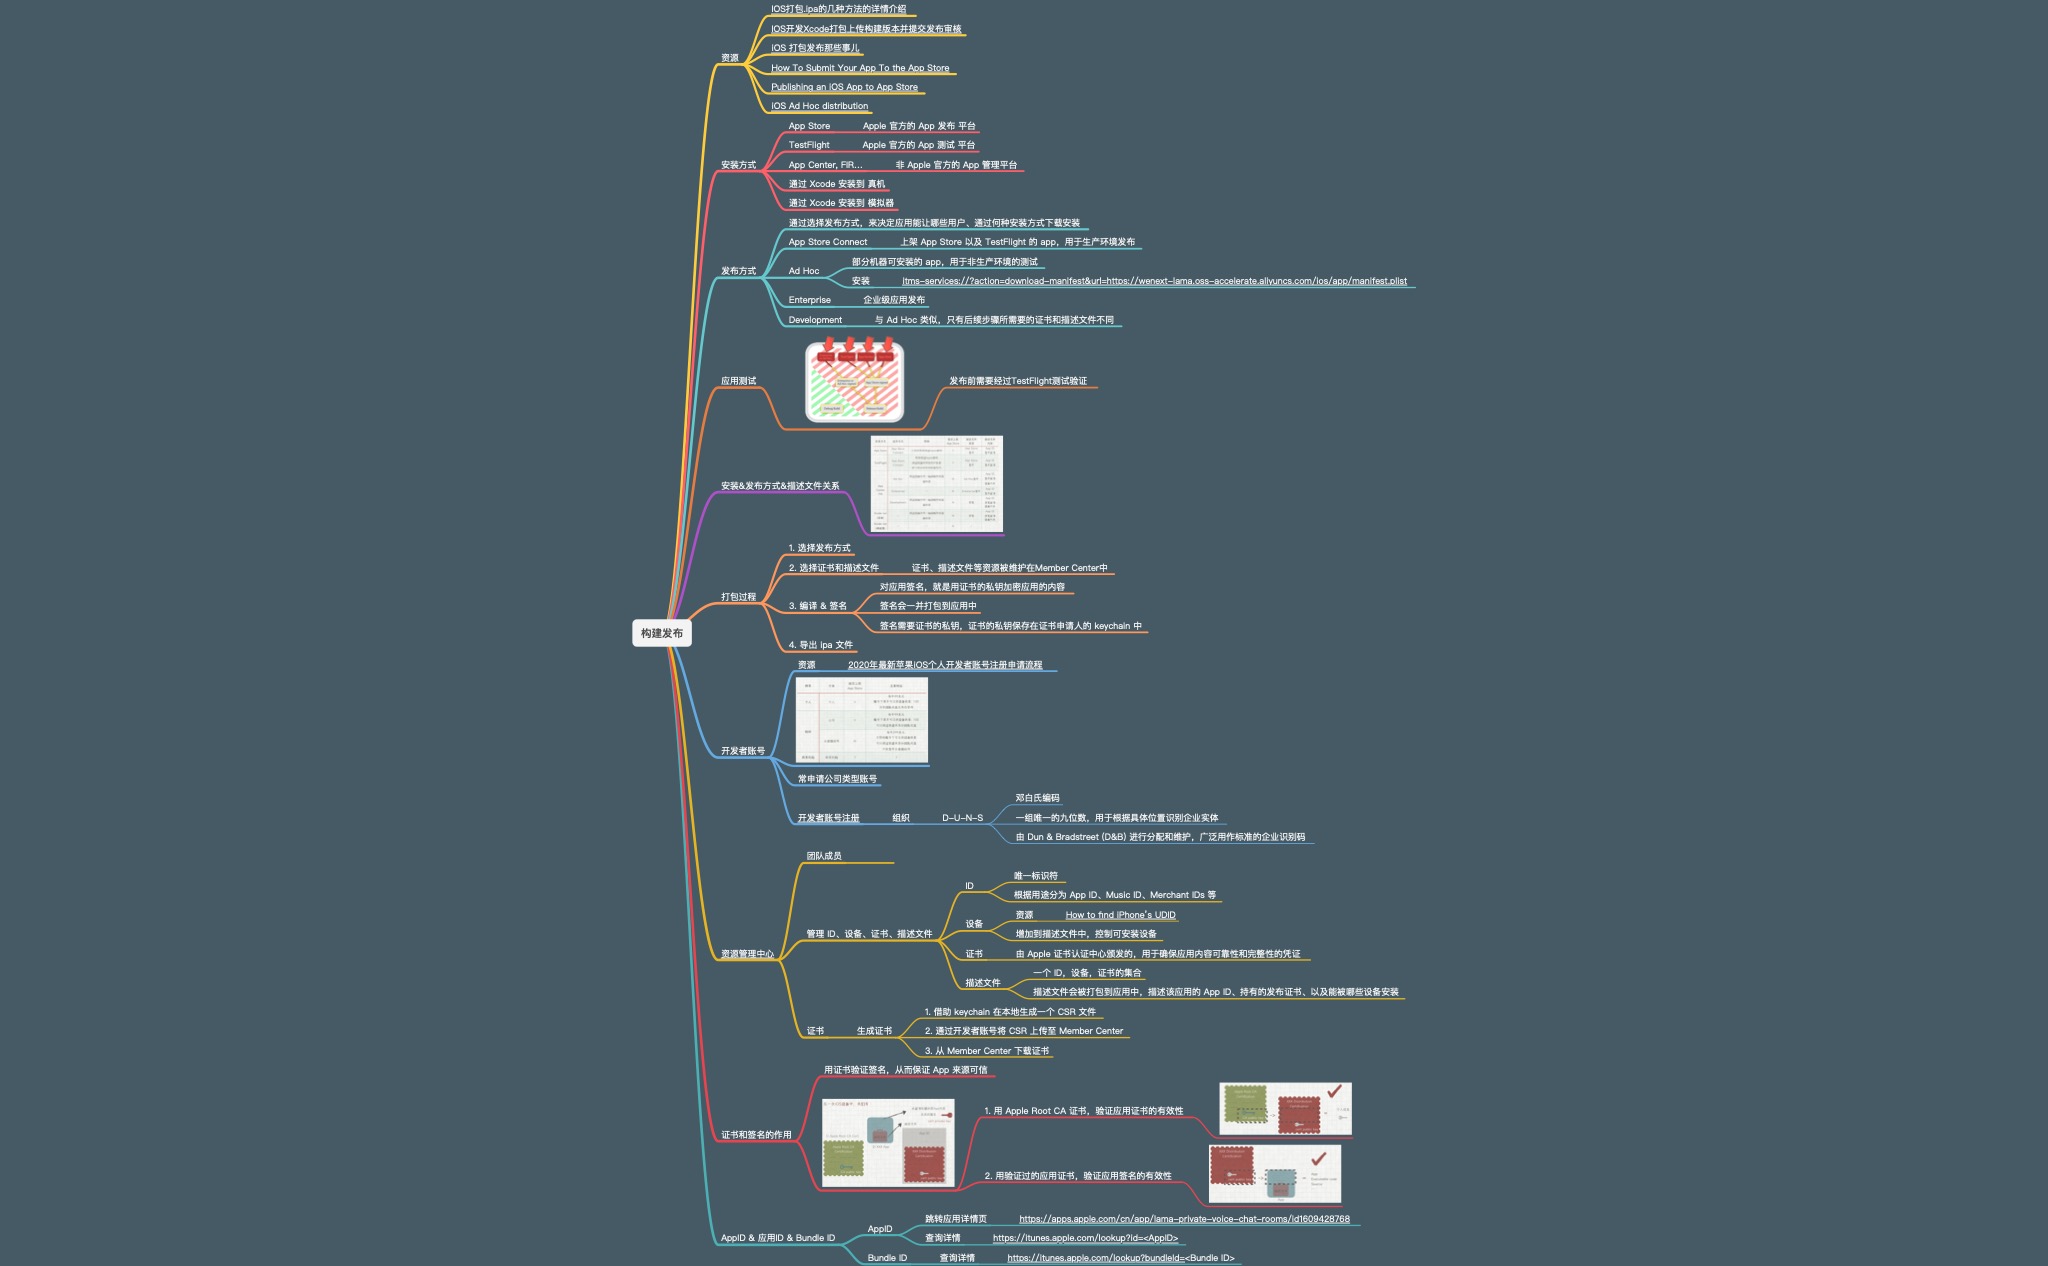 IOS打包.ipa的几种方法的详情介绍
iOS开发Xcode打包上传构建版本并提交发布审核
iOS 打包发布那些事儿
资源
How To Submit Your App To the App Store
Publishing an iOS App to App Store
iOS Ad Hoc distribution
App Store
Apple 官方的 App 发布 平台
TestFlight
Apple 官方的 App 测试 平台
安装方式
App Center, FIR...
非 Apple 官方的 App 管理平台
通过 Xcode 安装到 真机
通过 Xcode 安装到 模拟器
通过选择发布方式，来决定应用能让哪些用户、通过何种安装方式下载安装
App Store Connect
上架 App Store 以及 TestFlight 的 app，用于生产环境发布
发布方式
Ad Hoc
部分机器可安装的 app，用于非生产环境的测试
安装
itms-services://?action=download-manifest&url=https://wenext-lama.oss-accelerate.aliyuncs.com/ios/app/manifest.plist
Enterprise
企业级应用发布
Development
与 Ad Hoc 类似，只有后续步骤所需要的证书和描述文件不同
应用测试
发布前需要经过TestFlight测试验证
安装&发布方式&描述文件关系
1. 选择发布方式
2. 选择证书和描述文件
证书、描述文件等资源被维护在Member Center中
打包过程
3. 编译 & 签名
对应用签名，就是用证书的私钥加密应用的内容
签名会一并打包到应用中
签名需要证书的私钥，证书的私钥保存在证书申请人的 keychain 中
4. 导出 ipa 文件
构建发布
资源
2020年最新苹果iOS个人开发者账号注册申请流程
开发者账号
常申请公司类型账号
开发者账号注册
组织
D-U-N-S
邓白氏编码
一组唯一的九位数，用于根据具体位置识别企业实体
由 Dun & Bradstreet (D&B) 进行分配和维护，广泛用作标准的企业识别码
团队成员
ID
唯一标识符
根据用途分为 App ID、Music ID、Merchant IDs 等
设备
资源
How to find iPhone's UDID
增加到描述文件中，控制可安装设备
资源管理中心
管理 ID、设备、证书、描述文件
证书
由 Apple 证书认证中心颁发的，用于确保应用内容可靠性和完整性的凭证
描述文件
一个 ID，设备，证书的集合
描述文件会被打包到应用中，描述该应用的 App ID、持有的发布证书、以及能被哪些设备安装
证书
生成证书
1. 借助 keychain 在本地生成一个 CSR 文件
2. 通过开发者账号将 CSR 上传至 Member Center
3. 从 Member Center 下载证书
用证书验证签名，从而保证 App 来源可信
证书和签名的作用
1. 用 Apple Root CA 证书，验证应用证书的有效性
2. 用验证过的应用证书，验证应用签名的有效性
AppID & 应用ID & Bundle ID
AppID
跳转应用详情页
https://apps.apple.com/cn/app/lama-private-voice-chat-rooms/id1609428768
查询详情
https://itunes.apple.com/lookup?id=<AppID>
Bundle ID
查询详情
https://itunes.apple.com/lookup?bundleId=<Bundle ID>